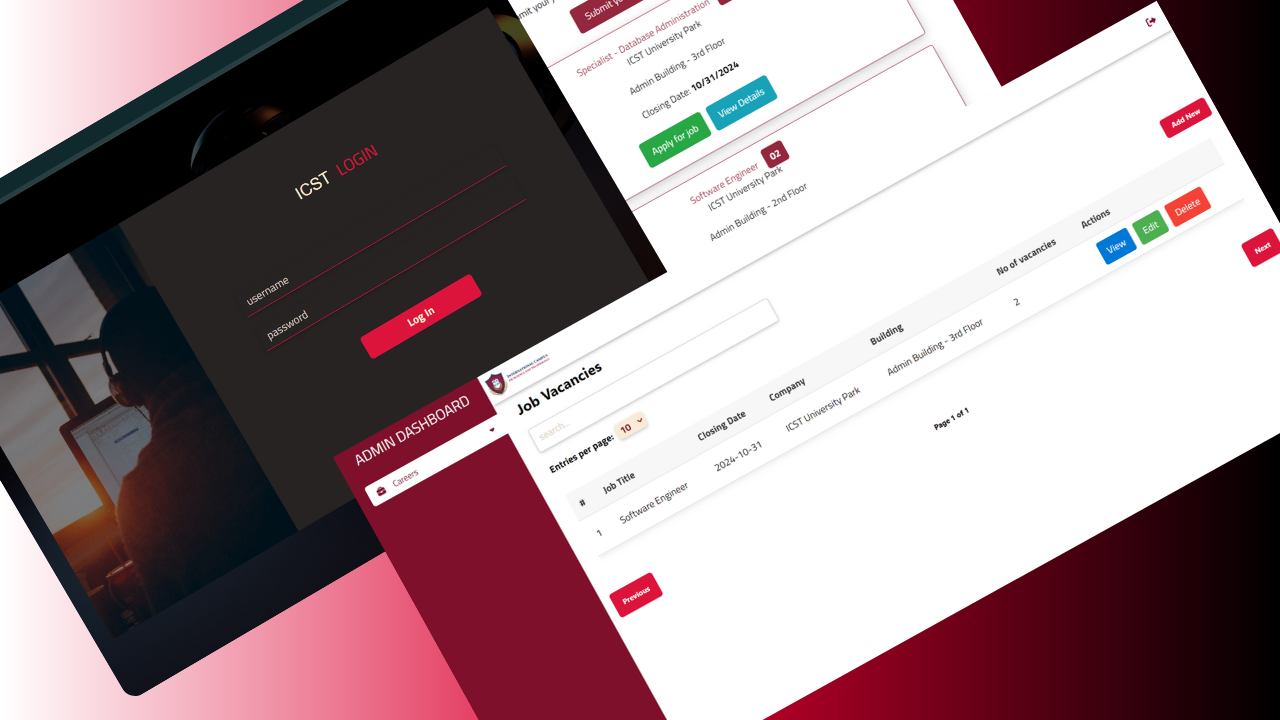 ICST LOGIN
username
password
Log In
Submit
Specialist - Database Administration
ICST University Park
Admin Building - 3rd Floor
Closing Date: 10/31/2024
Apply for job
View Details
Software Engineer 02
ICST University Park
Admin Building - 2nd Floor
ADMIN DASHBOARD
Careers
INTERNATIONAL CAMPUS
Job Vacancies
Add New
search...
Entries per page: 10
# Job Title Closing Date Company Building No of vacancies Actions
1 Software Engineer 2024-10-31 ICST University Park Admin Building - 3rd Floor 2 View Edit Delete
Previous
Page 1 of 1
Next